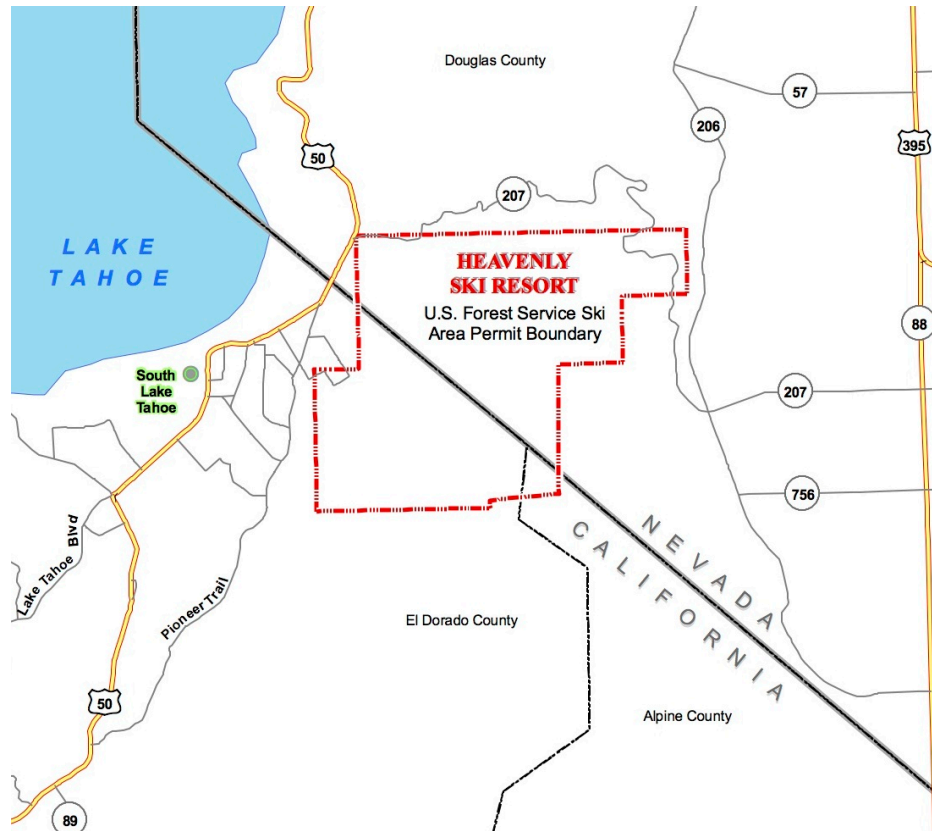 Douglas County
57
206
50
395
207
LAKE
TAHOE
HEAVENLY
SKI RESORT
U.S. Forest Service Ski
Area Permit Boundary
88
South
Lake
Tahoe
207
756
NEVADA
CALIFORNIA
Lake Tahoe Blvd
Pioneer Trail
El Dorado County
50
Alpine County
89